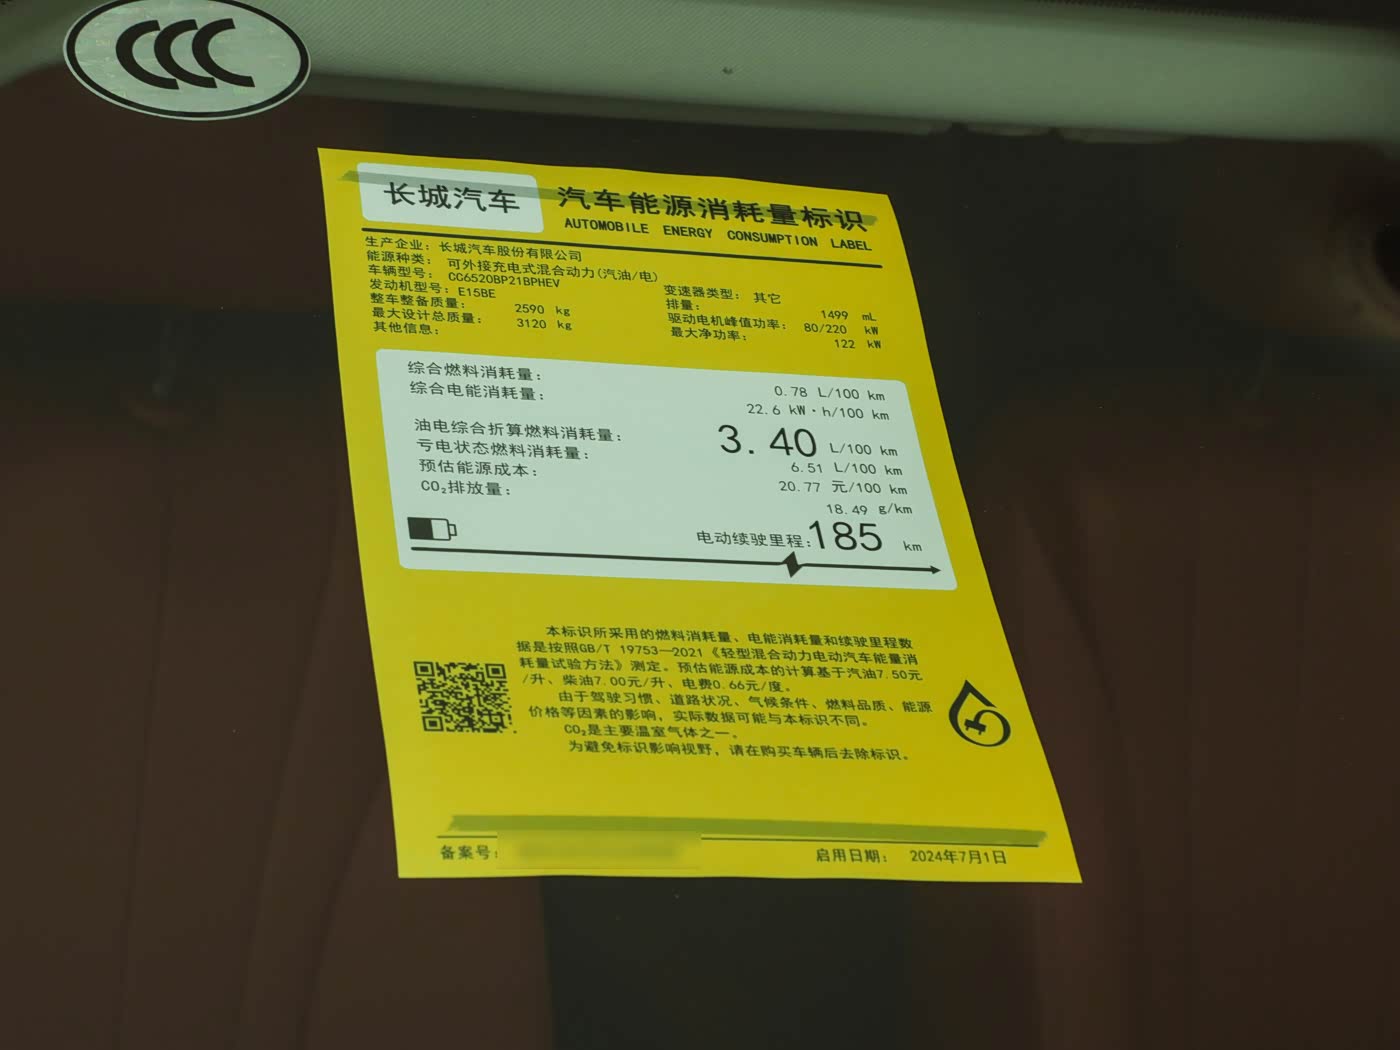 CCC
长城汽车
汽车能源消耗量标识
AUTOMOBILE ENERGY CONSUMPTION LABEL
生产企业：长城汽车股份有限公司
能源种类：可外接充电式混合动力(汽油/电)
车辆型号：CC6520BP21BPHEV
变速器类型：其它
发动机型号：E15BE
排量：1499 mL
整车整备质量：2590 kg
驱动电机峰值功率：80/220 kW
最大设计总质量：3120 kg
最大净功率：122 kW
其他信息：
综合燃料消耗量：0.78 L/100 km
综合电能消耗量：22.6 kW·h/100 km
油电综合折算燃料消耗量：3.40 L/100 km
亏电状态燃料消耗量：6.51 L/100 km
预估能源成本：20.77 元/100 km
CO₂排放量：18.49 g/km
电动续驶里程：185 km
本标识所采用的燃料消耗量、电能消耗量和续驶里程数
据是按照GB/T 19753—2021《轻型混合动力电动汽车能量消
耗量试验方法》测定。预估能源成本的计算基于汽油7.50元
/升、柴油7.00元/升、电费0.66元/度。
由于驾驶习惯、道路状况、气候条件、燃料品质、能源
价格等因素的影响，实际数据可能与本标识不同。
CO₂是主要温室气体之一。
为避免标识影响视野，请在购买车辆后去除标识。
备案号：
启用日期： 2024年7月1日